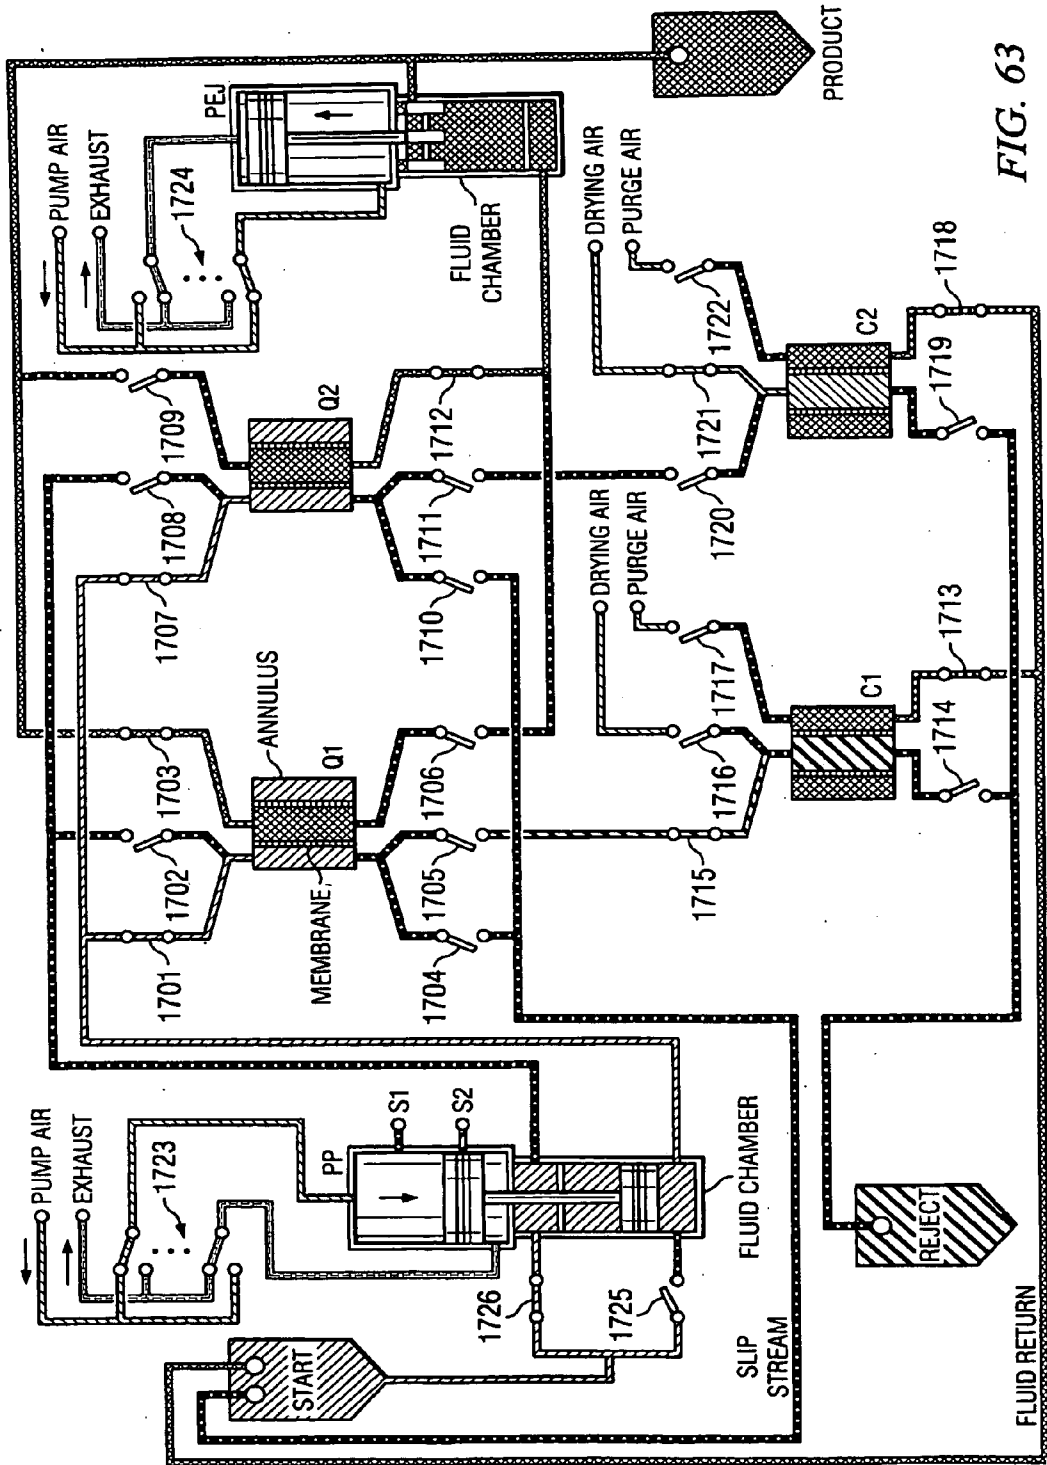 PUMP AIR
EXHAUST
1723
PP
S1
S2
START
1726
1725
SLIP
STREAM
FLUID CHAMBER
REJECT
FLUID RETURN
1701
1702
1703
MEMBRANE
ANNULUS
Q1
1704
1705
1706
1707
1708
1709
Q2
1710
1711
1712
PUMP AIR
EXHAUST
1724
PEJ
FLUID
CHAMBER
PRODUCT
DRYING AIR
PURGE AIR
1715
1716
1717
C1
1714
1713
DRYING AIR
PURGE AIR
1720
1721
1722
C2
1719
1718
FIG. 63